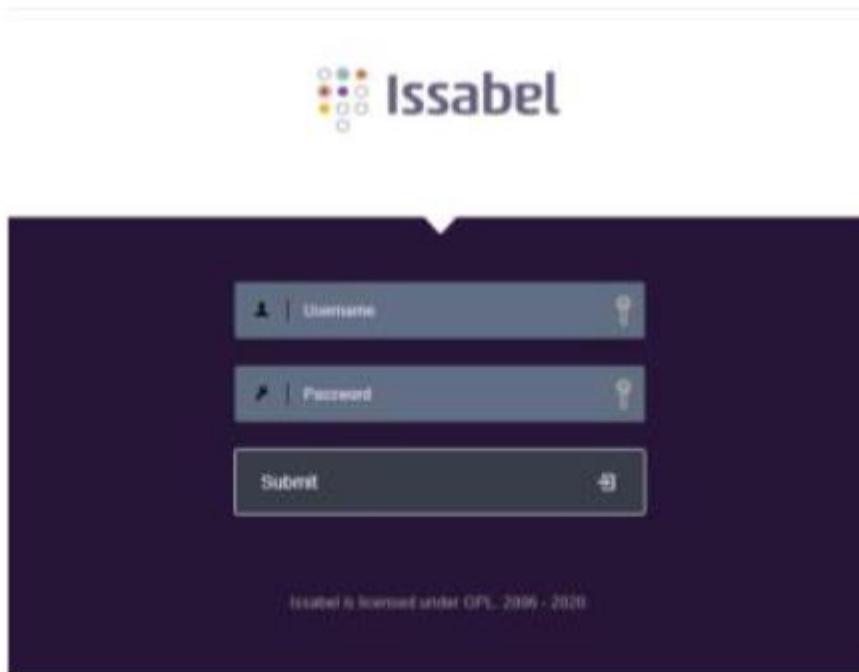 Issabel
Username
Password
Submit
Issabel is licensed under GPL. 2006 - 2020